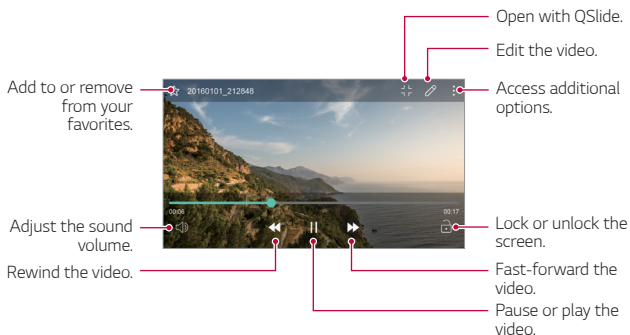 Open with QSlide.
Edit the video.
Add to or remove
from your
favorites.
20160101_212848
Access additional
options.
00:06
00:17
Adjust the sound
volume.
Lock or unlock the
screen.
Rewind the video.
Fast-forward the
video.
Pause or play the
video.